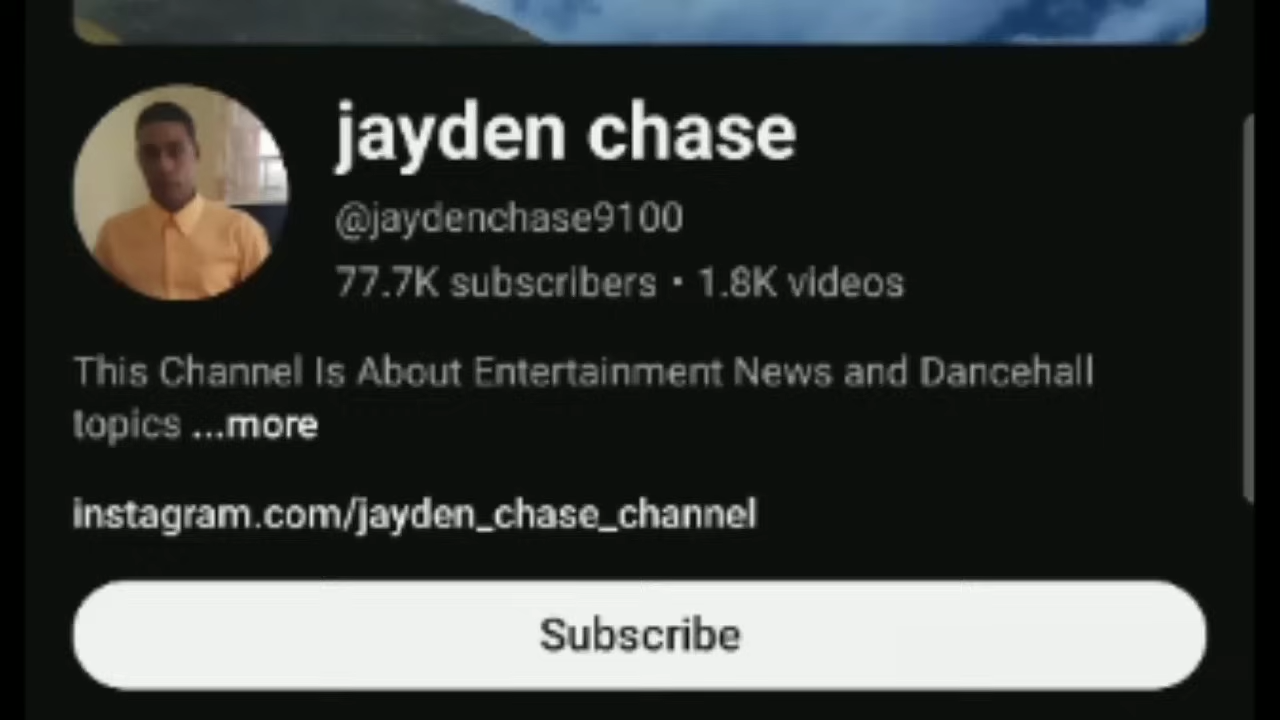 jayden chase
@jaydenchase9100
77.7K subscribers • 1.8K videos
This Channel Is About Entertainment News and Dancehall
topics ...more
instagram.com/jayden_chase_channel
Subscribe